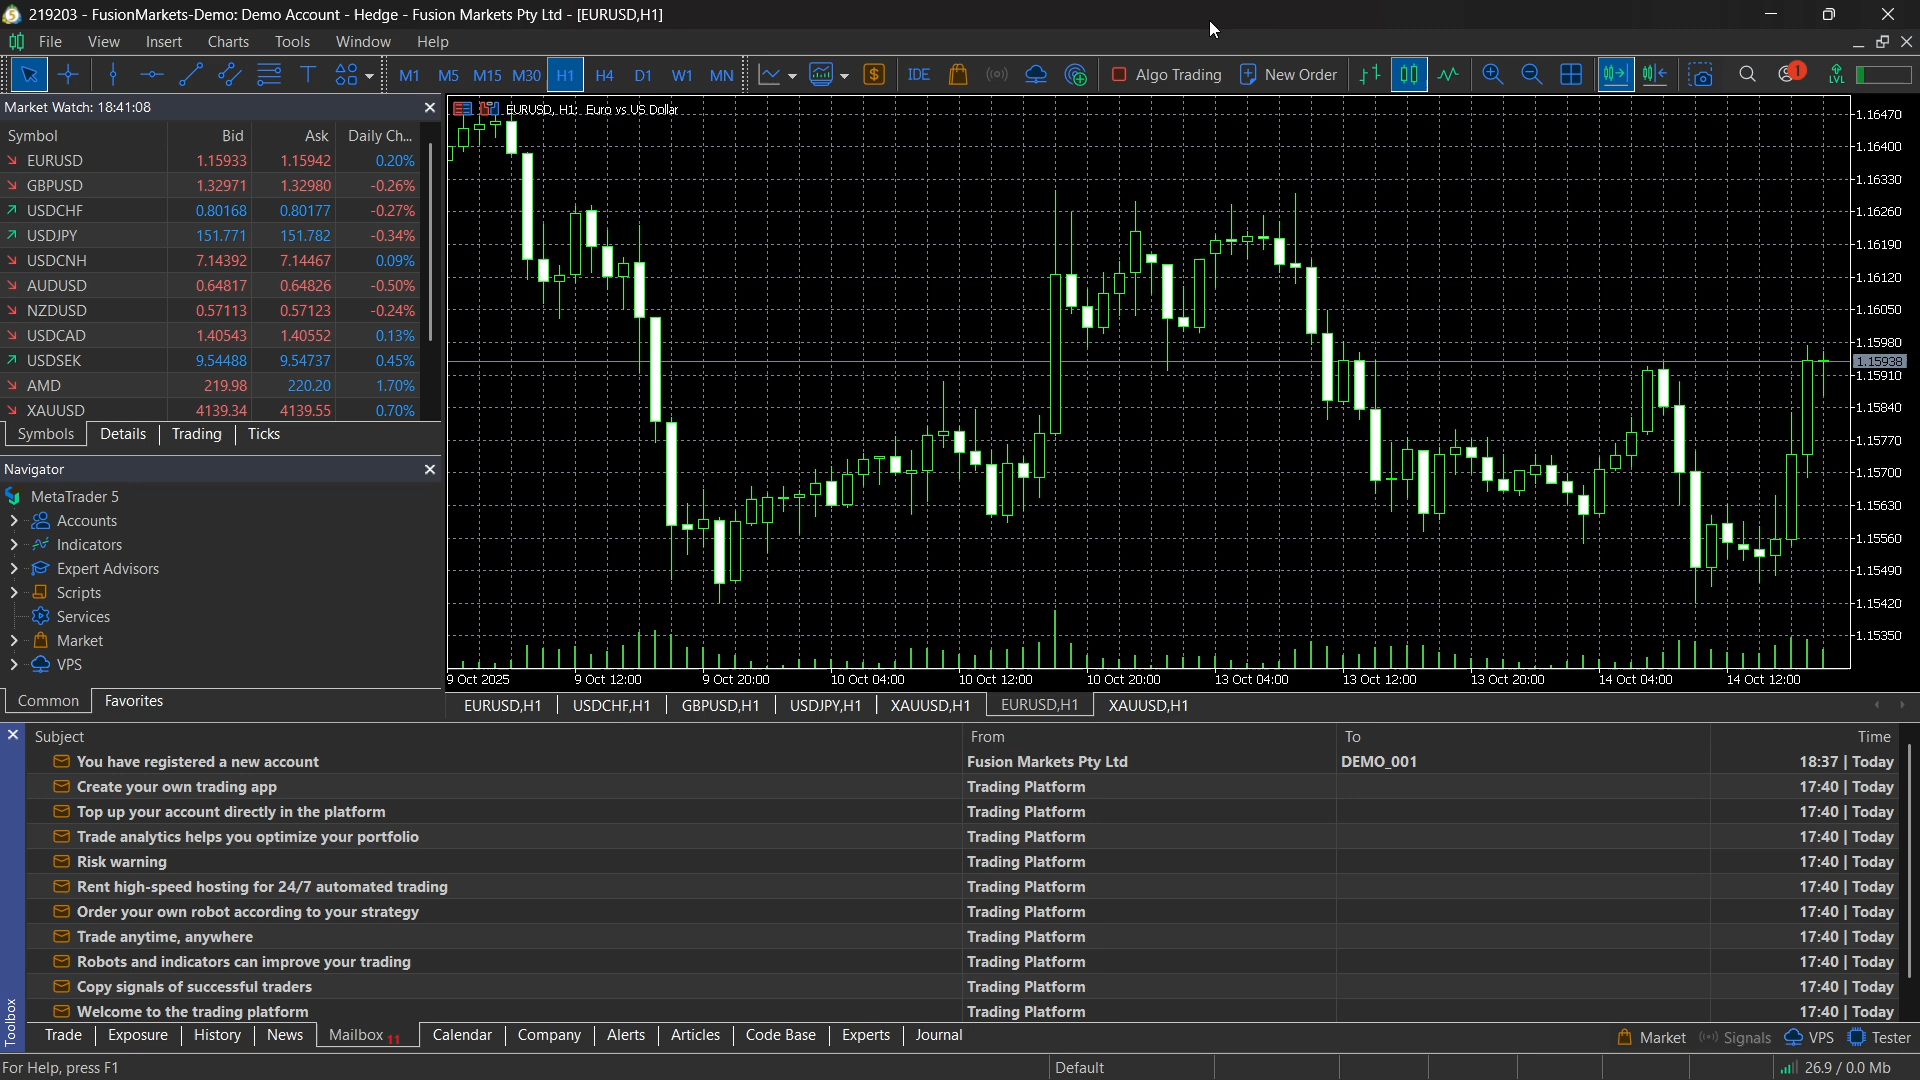 219203 - FusionMarkets-Demo: Demo Account - Hedge - Fusion Markets Pty Ltd - [EURUSD,H1]
File View Insert Charts Tools Window Help
M1 M5 M15 M30 H1 H4 D1 W1 MN IDE Algo Trading New Order 1 LVL
Market Watch: 18:41:08
Symbol Bid Ask Daily Ch...
EURUSD 1.15933 1.15942 0.20%
GBPUSD 1.32971 1.32980 -0.26%
USDCHF 0.80168 0.80177 -0.27%
USDJPY 151.771 151.782 -0.34%
USDCNH 7.14392 7.14467 0.09%
AUDUSD 0.64817 0.64826 -0.50%
NZDUSD 0.57113 0.57123 -0.24%
USDCAD 1.40543 1.40552 0.13%
USDSEK 9.54488 9.54737 0.45%
AMD 219.98 220.20 1.70%
XAUUSD 4139.34 4139.55 0.70%
Symbols Details Trading Ticks
Navigator
MetaTrader 5
Accounts
Indicators
Expert Advisors
Scripts
Services
Market
VPS
Common Favorites
EURUSD, H1: Euro vs US Dollar
1.16470
1.16400
1.16330
1.16260
1.16190
1.16120
1.16050
1.15980
1.15938
1.15910
1.15840
1.15770
1.15700
1.15630
1.15560
1.15490
1.15420
1.15350
9 Oct 2025 9 Oct 12:00 9 Oct 20:00 10 Oct 04:00 10 Oct 12:00 10 Oct 20:00 13 Oct 04:00 13 Oct 12:00 13 Oct 20:00 14 Oct 04:00 14 Oct 12:00
EURUSD,H1 USDCHF,H1 GBPUSD,H1 USDJPY,H1 XAUUSD,H1 EURUSD,H1 XAUUSD,H1
Subject From To Time
You have registered a new account Fusion Markets Pty Ltd DEMO_001 18:37 | Today
Create your own trading app Trading Platform 17:40 | Today
Top up your account directly in the platform Trading Platform 17:40 | Today
Trade analytics helps you optimize your portfolio Trading Platform 17:40 | Today
Risk warning Trading Platform 17:40 | Today
Rent high-speed hosting for 24/7 automated trading Trading Platform 17:40 | Today
Order your own robot according to your strategy Trading Platform 17:40 | Today
Trade anytime, anywhere Trading Platform 17:40 | Today
Robots and indicators can improve your trading Trading Platform 17:40 | Today
Copy signals of successful traders Trading Platform 17:40 | Today
Welcome to the trading platform Trading Platform 17:40 | Today
Toolbox
Trade Exposure History News Mailbox 11 Calendar Company Alerts Articles Code Base Experts Journal Market Signals VPS Tester
For Help, press F1 Default 26.9 / 0.0 Mb